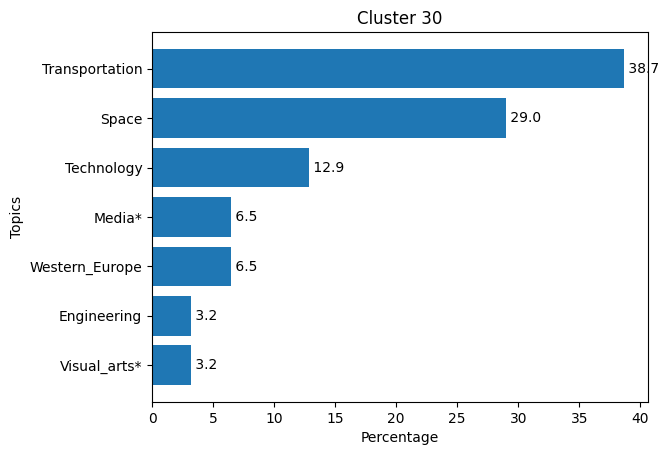 Cluster 30
Topics
Transportation 38.7
Space 29.0
Technology 12.9
Media* 6.5
Western_Europe 6.5
Engineering 3.2
Visual_arts* 3.2
0 5 10 15 20 25 30 35 40
Percentage